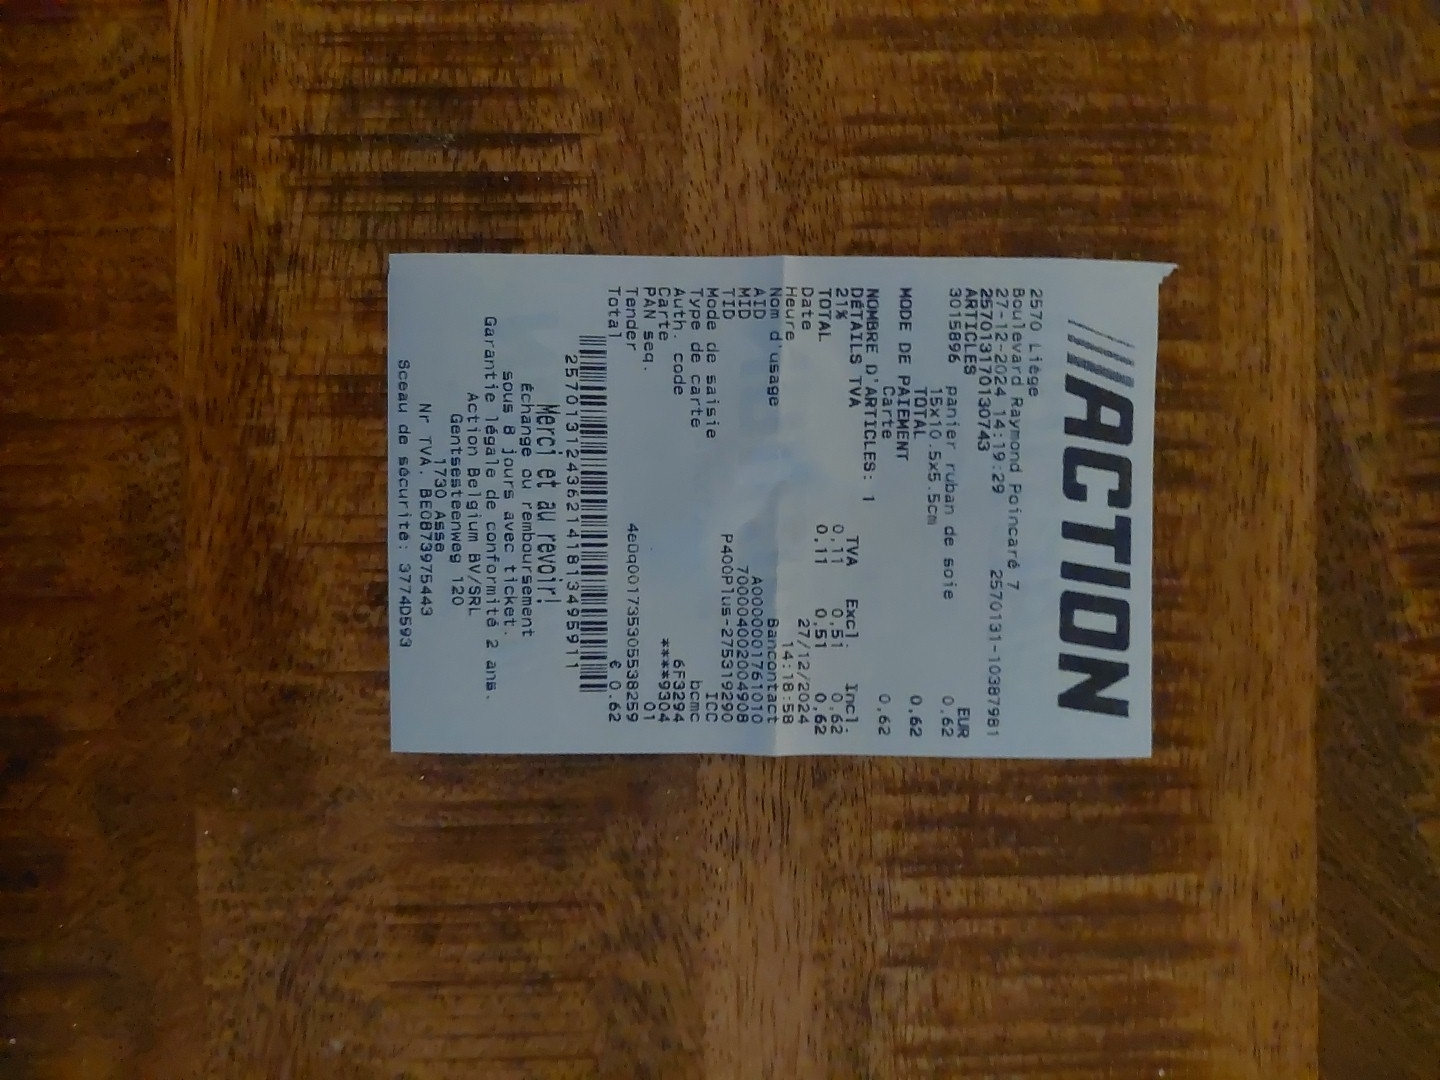 ///ACTION
2570 Liège
Boulevard Raymond Poincaré 7
27-12-2024 14:19:29 2570131-10387981
2570131701307​43
ARTICLES EUR
3015896 panier ruban de soie 0,62
15x10.5x5.5cm
TOTAL 0,62
MODE DE PAIEMENT
Carte 0,62
NOMBRE D'ARTICLES: 1
DÉTAILS TVA TVA Excl. Incl.
21% 0,11 0,51 0,62
TOTAL 0,11 0,51 0,62
Date 27/12/2024
Heure 14:18:58
Nom d'usage Bancontact
AID A0000001761010
MID 700004002004908
TID P400Plus-275319290
Mode de saisie ICC
Type de carte bcmc
Auth. code 6F3294
Carte ****9304
PAN seq. 01
Tender 4e0q001735305538259
Total € 0.62
25701312436214181349​5911
Merci et au revoir!
Échange ou remboursement
sous 8 jours avec ticket.
Garantie légale de conformité 2 ans.
Action Belgium BV/SRL
Gentsesteenweg 120
1730 Asse
Nr TVA. BE0873975443
Sceau de sécurité: 3774D593